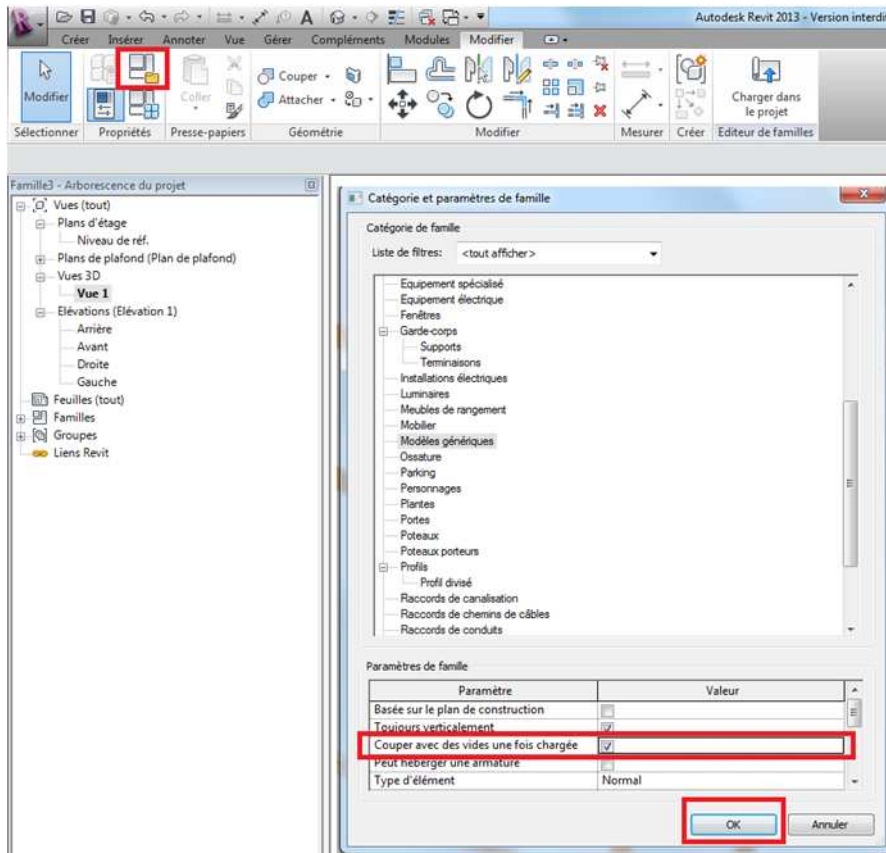 Autodesk Revit 2013 - Version interdi
Créer Insérer Annoter Vue Gérer Compléments Modules Modifier
Modifier
Coller
Couper
Attacher
Charger dans
le projet
Sélectionner Propriétés Presse-papiers Géométrie Modifier Mesurer Créer Editeur de familles
Famille3 - Arborescence du projet
Vues (tout)
Plans d'étage
Niveau de réf.
Plans de plafond (Plan de plafond)
Vues 3D
Vue 1
Elévations (Elévation 1)
Arrière
Avant
Droite
Gauche
Feuilles (tout)
Familles
Groupes
Liens Revit
Catégorie et paramètres de famille
Catégorie de famille
Liste de filtres: <tout afficher>
Equipement spécialisé
Equipement électrique
Fenêtres
Garde-corps
Supports
Terminaisons
Installations électriques
Luminaires
Meubles de rangement
Mobilier
Modèles génériques
Ossature
Parking
Personnages
Plantes
Portes
Poteaux
Poteaux porteurs
Profils
Profil divisé
Raccords de canalisation
Raccords de chemins de câbles
Raccords de conduits
Paramètres de famille
Paramètre Valeur
Basée sur le plan de construction
Toujours verticalement
Couper avec des vides une fois chargée
Peut héberger une armature
Type d'élément Normal
OK Annuler